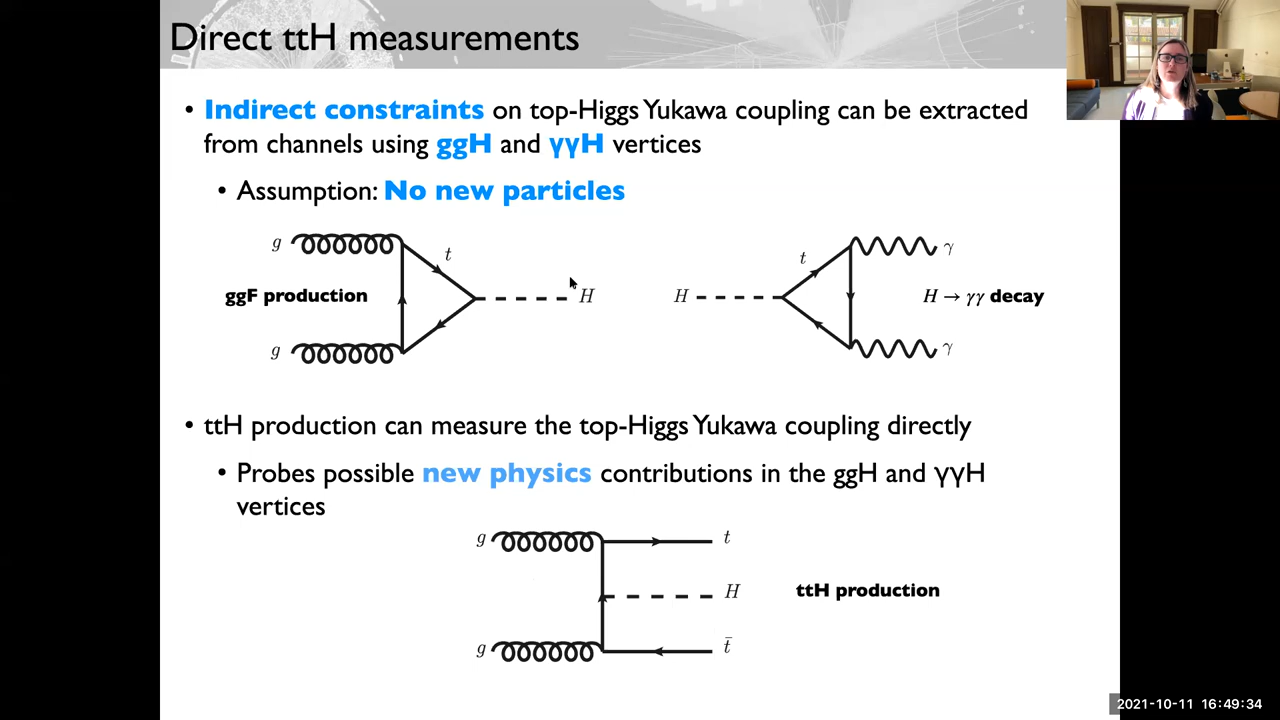 Direct ttH measurements
• Indirect constraints on top-Higgs Yukawa coupling can be extracted
from channels using ggH and γγH vertices
• Assumption: No new particles
g
t
ggF production
H
g
H
t
γ
H → γγ decay
γ
• ttH production can measure the top-Higgs Yukawa coupling directly
• Probes possible new physics contributions in the ggH and γγH
vertices
g
t
H
ttH production
g
t̄
2021-10-11 16:49:34